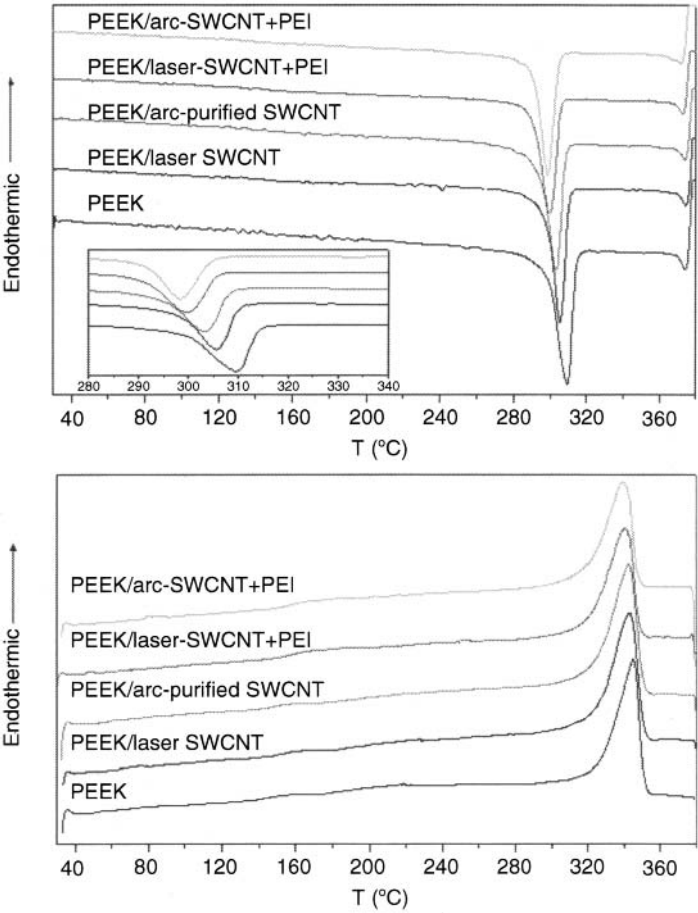 PEEK/arc-SWCNT+PEI
PEEK/laser-SWCNT+PEI
PEEK/arc-purified SWCNT
PEEK/laser SWCNT
PEEK
Endothermic
280 290 300 310 320 330 340
40 80 120 160 200 240 280 320 360
T (ºC)
PEEK/arc-SWCNT+PEI
PEEK/laser-SWCNT+PEI
PEEK/arc-purified SWCNT
PEEK/laser SWCNT
PEEK
Endothermic
40 80 120 160 200 240 280 320 360
T (ºC)